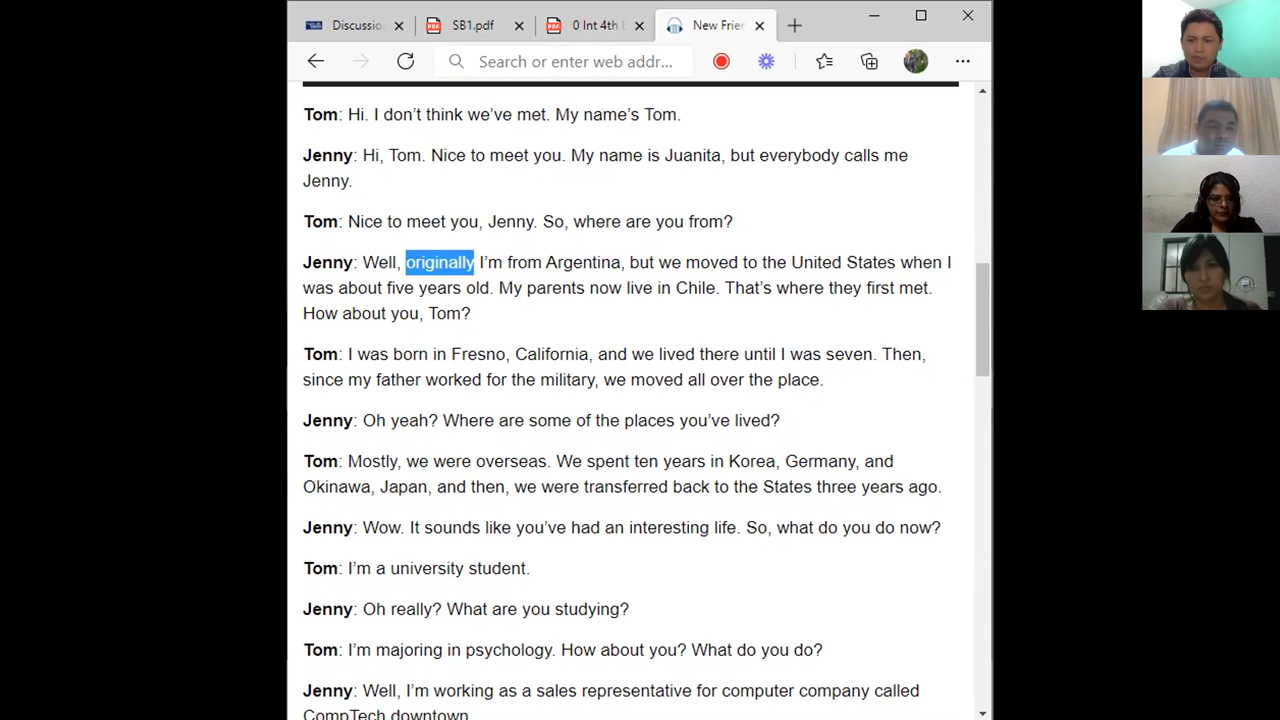 Discussio
SB1.pdf
0 Int 4th E
New Frien
Search or enter web addr...
Tom: Hi. I don't think we've met. My name's Tom.
Jenny: Hi, Tom. Nice to meet you. My name is Juanita, but everybody calls me
Jenny.
Tom: Nice to meet you, Jenny. So, where are you from?
Jenny: Well, originally I'm from Argentina, but we moved to the United States when I
was about five years old. My parents now live in Chile. That's where they first met.
How about you, Tom?
Tom: I was born in Fresno, California, and we lived there until I was seven. Then,
since my father worked for the military, we moved all over the place.
Jenny: Oh yeah? Where are some of the places you've lived?
Tom: Mostly, we were overseas. We spent ten years in Korea, Germany, and
Okinawa, Japan, and then, we were transferred back to the States three years ago.
Jenny: Wow. It sounds like you've had an interesting life. So, what do you do now?
Tom: I'm a university student.
Jenny: Oh really? What are you studying?
Tom: I'm majoring in psychology. How about you? What do you do?
Jenny: Well, I'm working as a sales representative for computer company called
CompTech downtown.